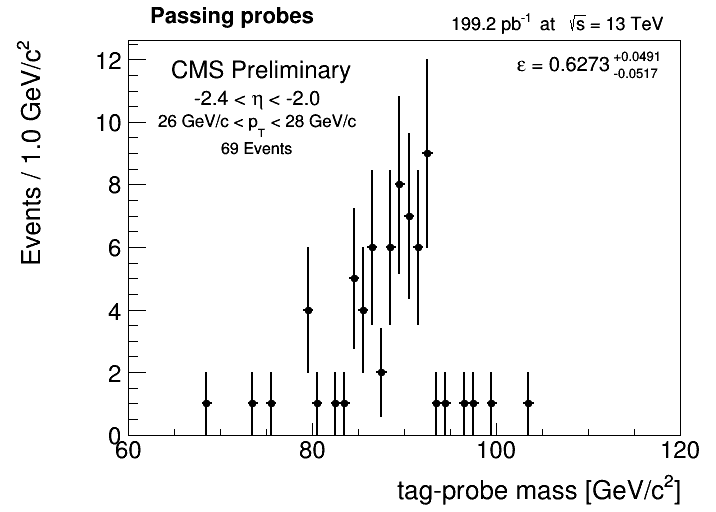 Passing probes
199.2 pb⁻¹ at √s = 13 TeV
CMS Preliminary
-2.4 < η < -2.0
26 GeV/c < p_T < 28 GeV/c
69 Events
ε = 0.6273 +0.0491 -0.0517
Events / 1.0 GeV/c²
12
10
8
6
4
2
0
60 80 100 120
tag-probe mass [GeV/c²]